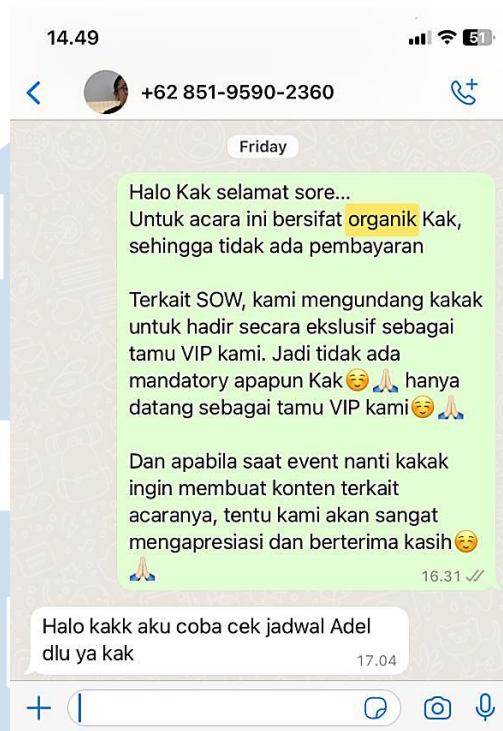 14.49
51
+62 851-9590-2360
Friday
Halo Kak selamat sore...
Untuk acara ini bersifat organik Kak,
sehingga tidak ada pembayaran
Terkait SOW, kami mengundang kakak
untuk hadir secara ekslusif sebagai
tamu VIP kami. Jadi tidak ada
mandatory apapun Kak☺️🙏🏻 hanya
datang sebagai tamu VIP kami☺️🙏🏻
Dan apabila saat event nanti kakak
ingin membuat konten terkait
acaranya, tentu kami akan sangat
mengapresiasi dan berterima kasih☺️
🙏🏻
16.31
Halo kakk aku coba cek jadwal Adel
dlu ya kak
17.04